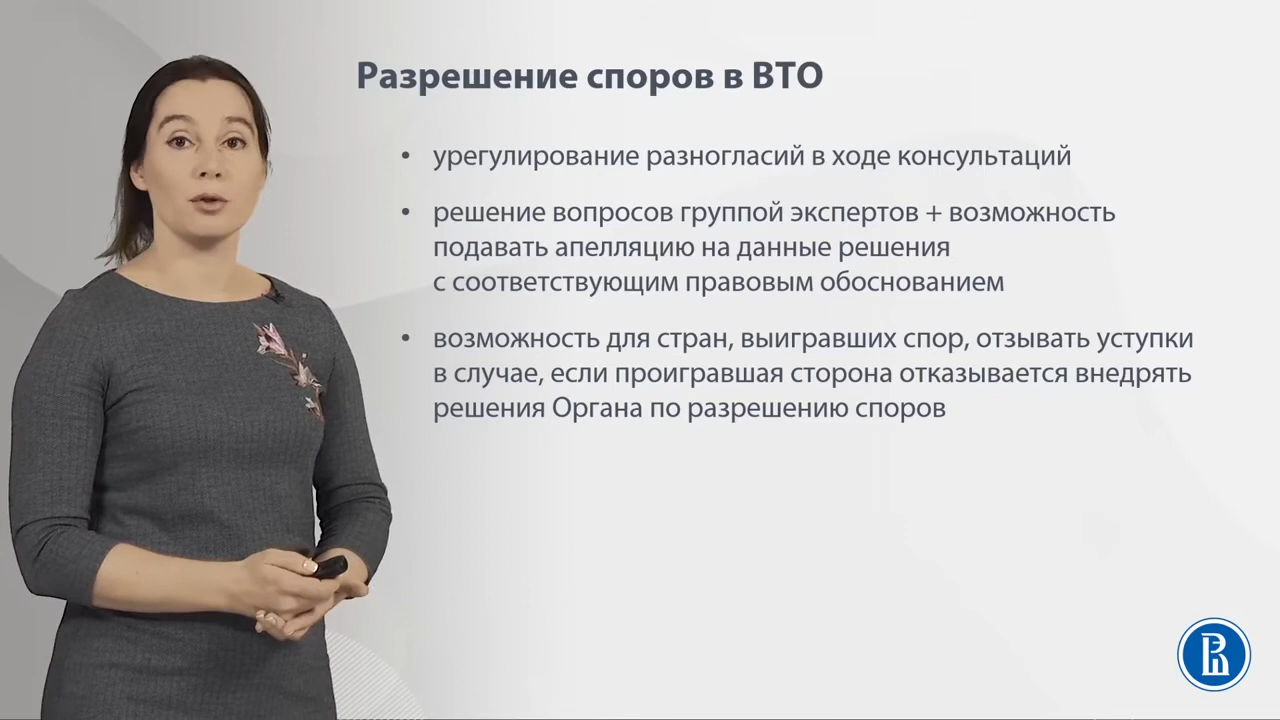 Разрешение споров в ВТО
• урегулирование разногласий в ходе консультаций
• решение вопросов группой экспертов + возможность
подавать апелляцию на данные решения
с соответствующим правовым обоснованием
• возможность для стран, выигравших спор, отзывать уступки
в случае, если проигравшая сторона отказывается внедрять
решения Органа по разрешению споров